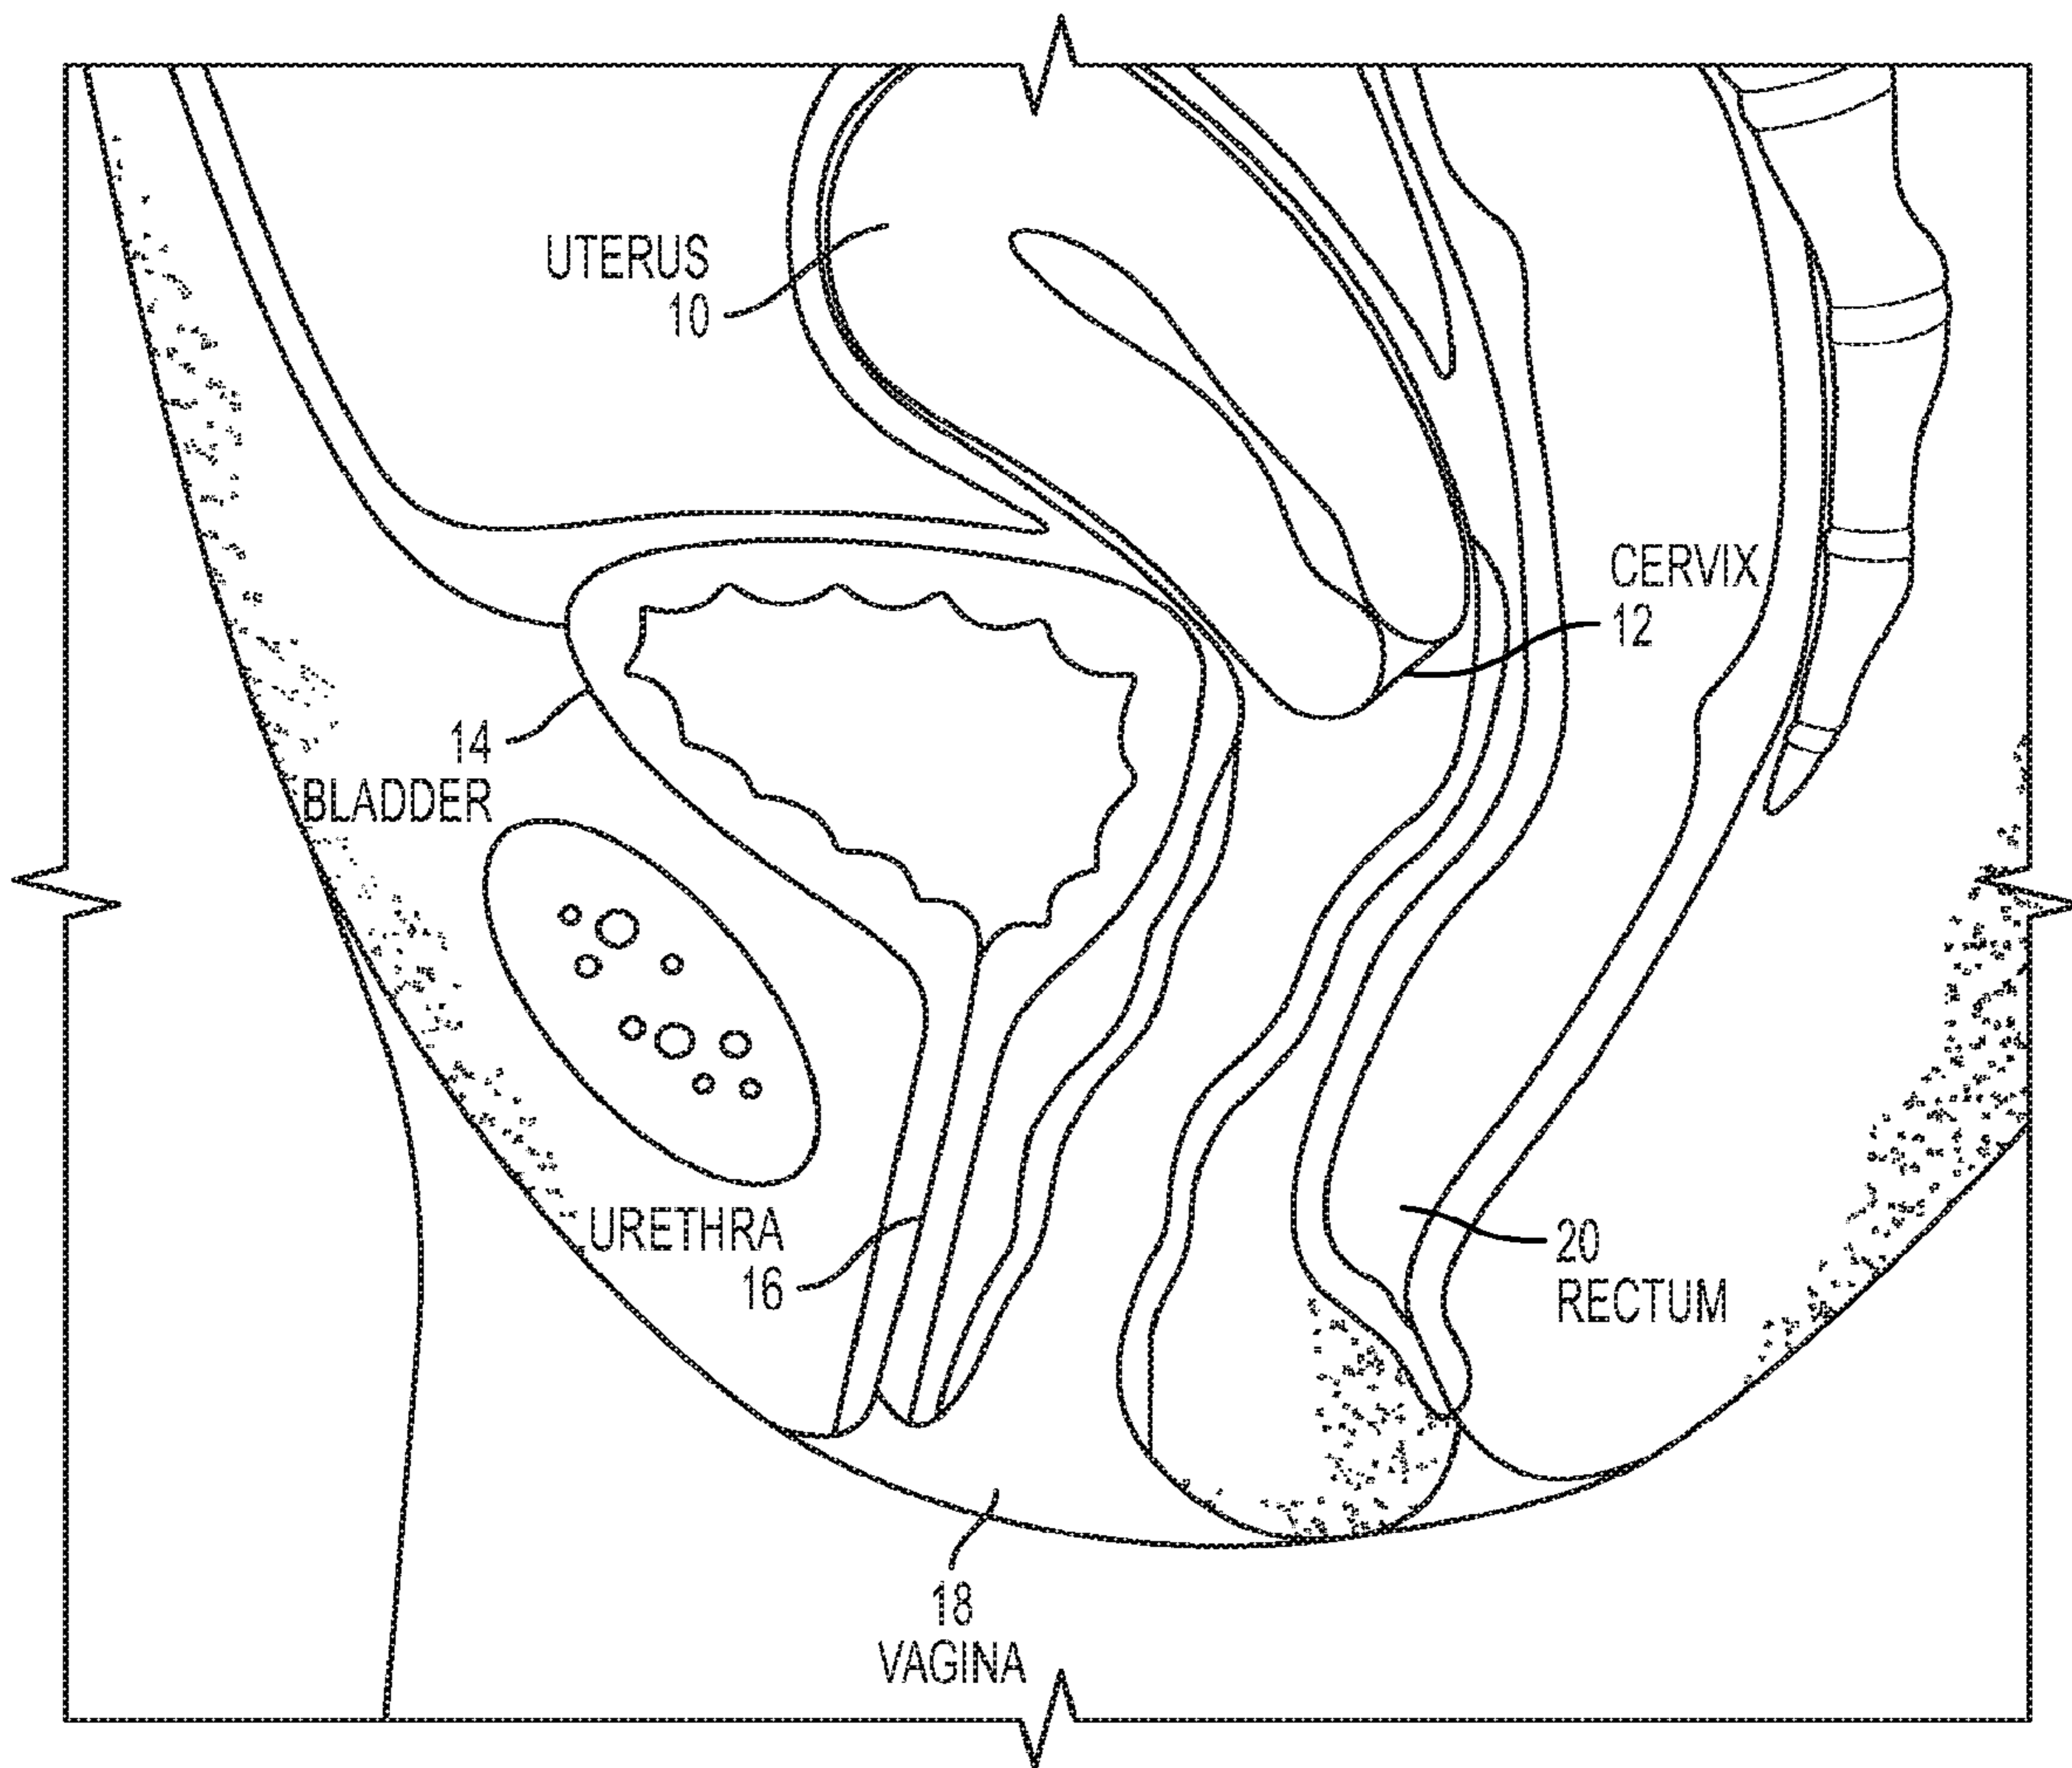 UTERUS
10
CERVIX
12
14
BLADDER
URETHRA
16
20
RECTUM
18
VAGINA